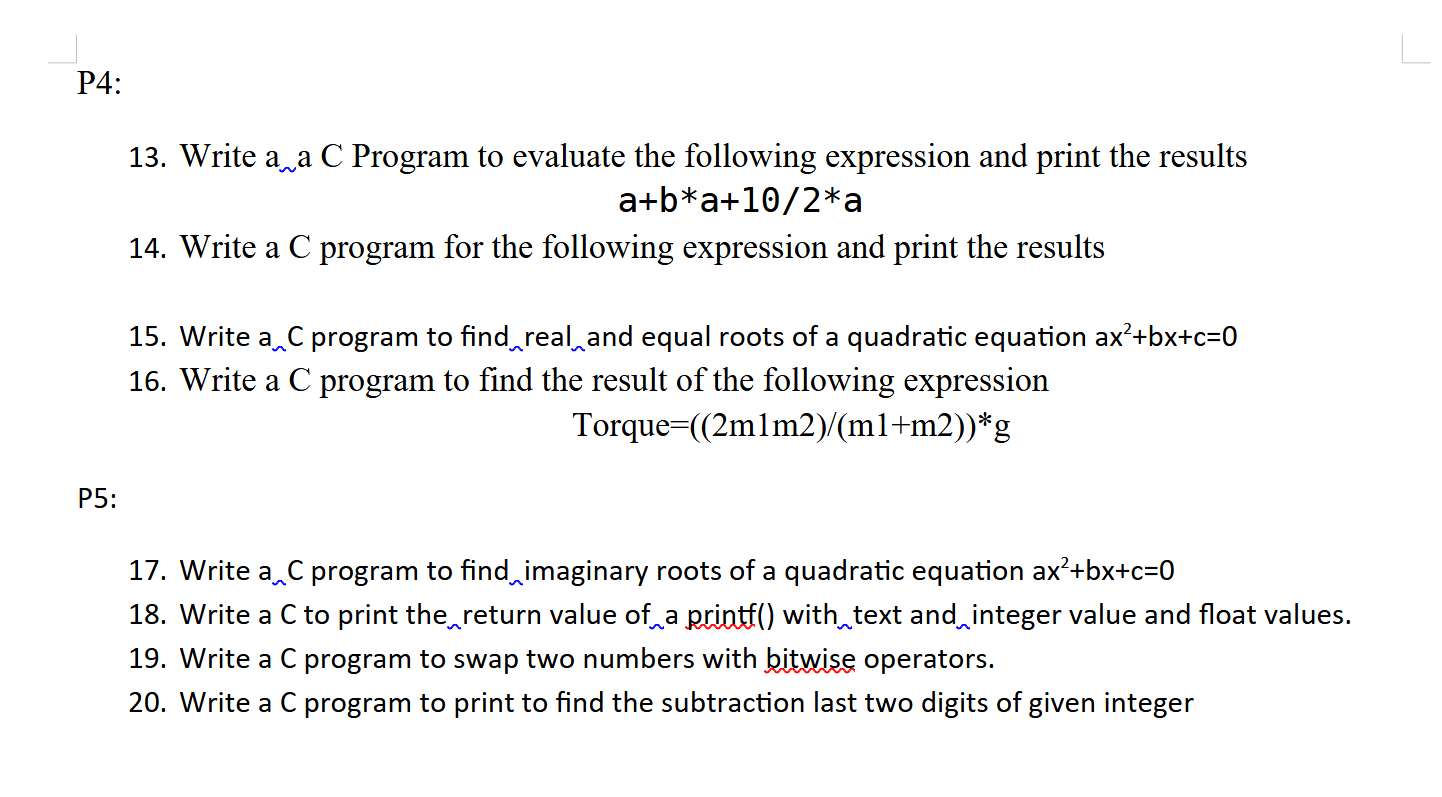 P4:
13. Write a a C Program to evaluate the following expression and print the results
a+b*a+10/2*a
14. Write a C program for the following expression and print the results
15. Write a C program to find real and equal roots of a quadratic equation ax²+bx+c=0
16. Write a C program to find the result of the following expression
Torque=((2m1m2)/(m1+m2))*g
P5:
17. Write a C program to find imaginary roots of a quadratic equation ax²+bx+c=0
18. Write a C to print the return value of a printf() with text and integer value and float values.
19. Write a C program to swap two numbers with bitwise operators.
20. Write a C program to print to find the subtraction last two digits of given integer